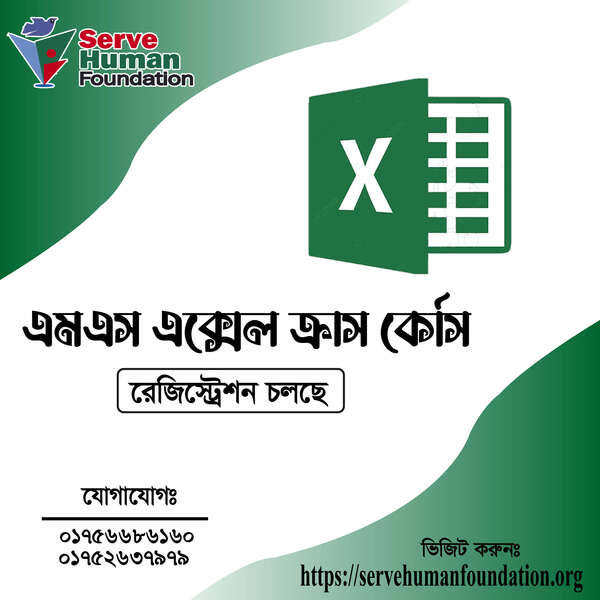 Serve
Human
Foundation
X
এমএস এক্সেল ক্রাস কোর্স
রেজিস্ট্রেশন চলছে
যোগাযোগঃ
০১৭৫৬৬৮৬১৬০
০১৭৫২৬৩৭৯৭৯
ভিজিট করুনঃ
https://servehumanfoundation.org